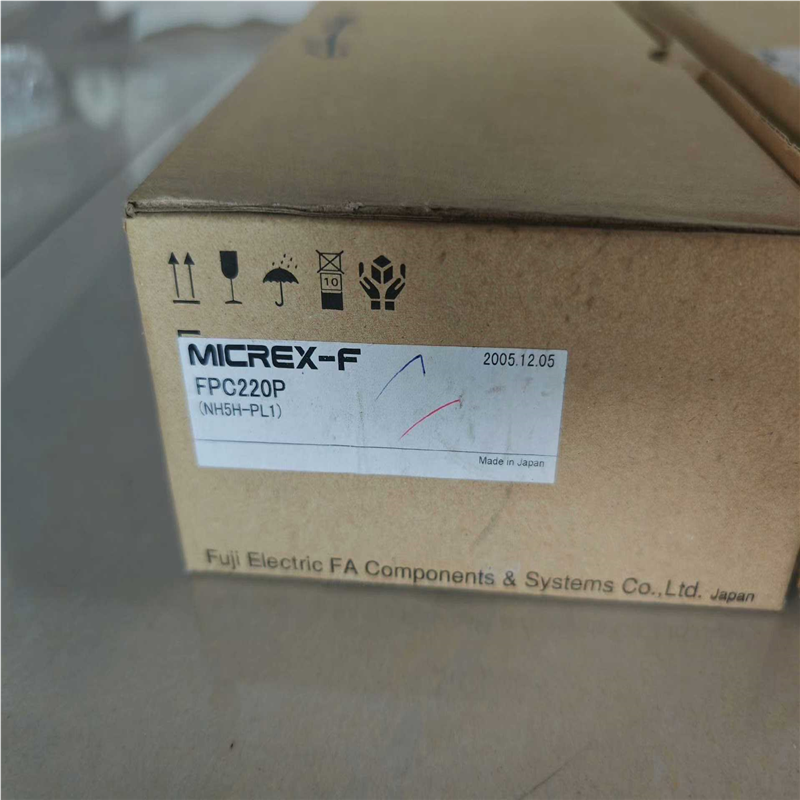 10
MICREX-F 2005.12.05
FPC220P
(NH5H-PL1)
Made in Japan
Fuji Electric FA Components & Systems Co.,Ltd. Japan